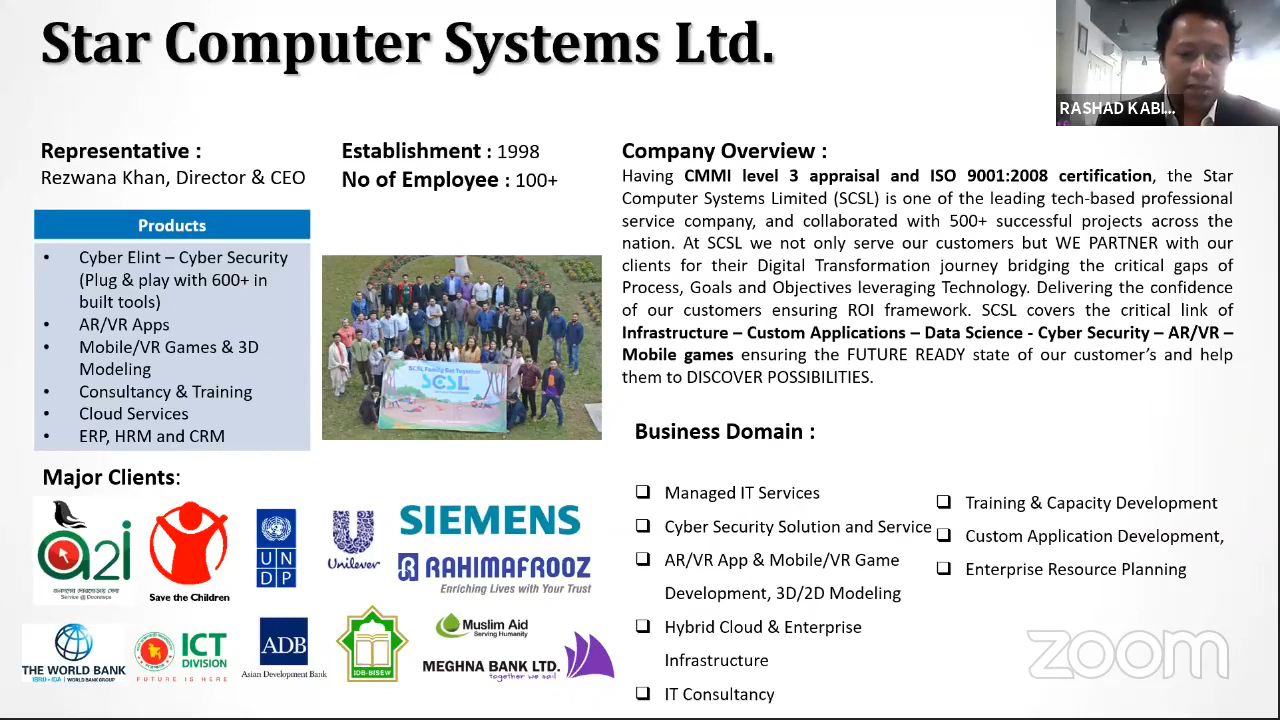 Star Computer Systems Ltd.
RASHAD KABI...
Representative :
Rezwana Khan, Director & CEO
Establishment : 1998
No of Employee : 100+
Products
• Cyber Elint – Cyber Security
(Plug & play with 600+ in
built tools)
• AR/VR Apps
• Mobile/VR Games & 3D
Modeling
• Consultancy & Training
• Cloud Services
• ERP, HRM and CRM
SCSL Family Get Together
SCSL
Company Overview :
Having CMMI level 3 appraisal and ISO 9001:2008 certification, the Star
Computer Systems Limited (SCSL) is one of the leading tech-based professional
service company, and collaborated with 500+ successful projects across the
nation. At SCSL we not only serve our customers but WE PARTNER with our
clients for their Digital Transformation journey bridging the critical gaps of
Process, Goals and Objectives leveraging Technology. Delivering the confidence
of our customers ensuring ROI framework. SCSL covers the critical link of
Infrastructure – Custom Applications – Data Science - Cyber Security – AR/VR –
Mobile games ensuring the FUTURE READY state of our customer's and help
them to DISCOVER POSSIBILITIES.
Major Clients:
a2i
Service @ Doorsteps
Save the Children
UN
DP
Unilever
SIEMENS
RAHIMAFROOZ
Enriching Lives with Your Trust
THE WORLD BANK
IBRD • IDA | WORLD BANK GROUP
ICT
DIVISION
FUTURE IS HERE
ADB
Asian Development Bank
IDB-BISEW
Muslim Aid
Serving Humanity
MEGHNA BANK LTD.
together we sail
Business Domain :
❑ Managed IT Services
❑ Cyber Security Solution and Service
❑ AR/VR App & Mobile/VR Game
Development, 3D/2D Modeling
❑ Hybrid Cloud & Enterprise
Infrastructure
❑ IT Consultancy
❑ Training & Capacity Development
❑ Custom Application Development,
❑ Enterprise Resource Planning
zoom